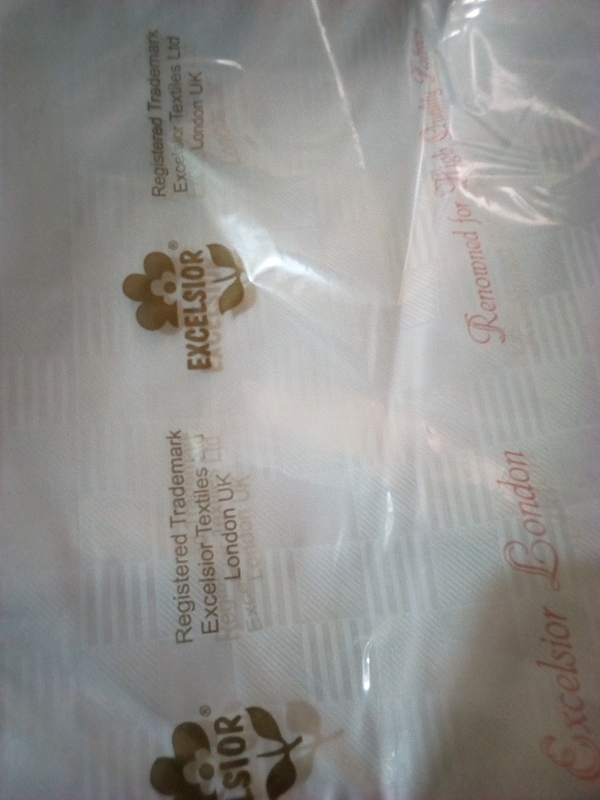 Registered Trademark
Excelsior Textiles Ltd
London UK
EXCELSIOR®
Registered Trademark
Excelsior Textiles Ltd
London UK
LSIOR®
Excelsior London
Renowned for High Quality